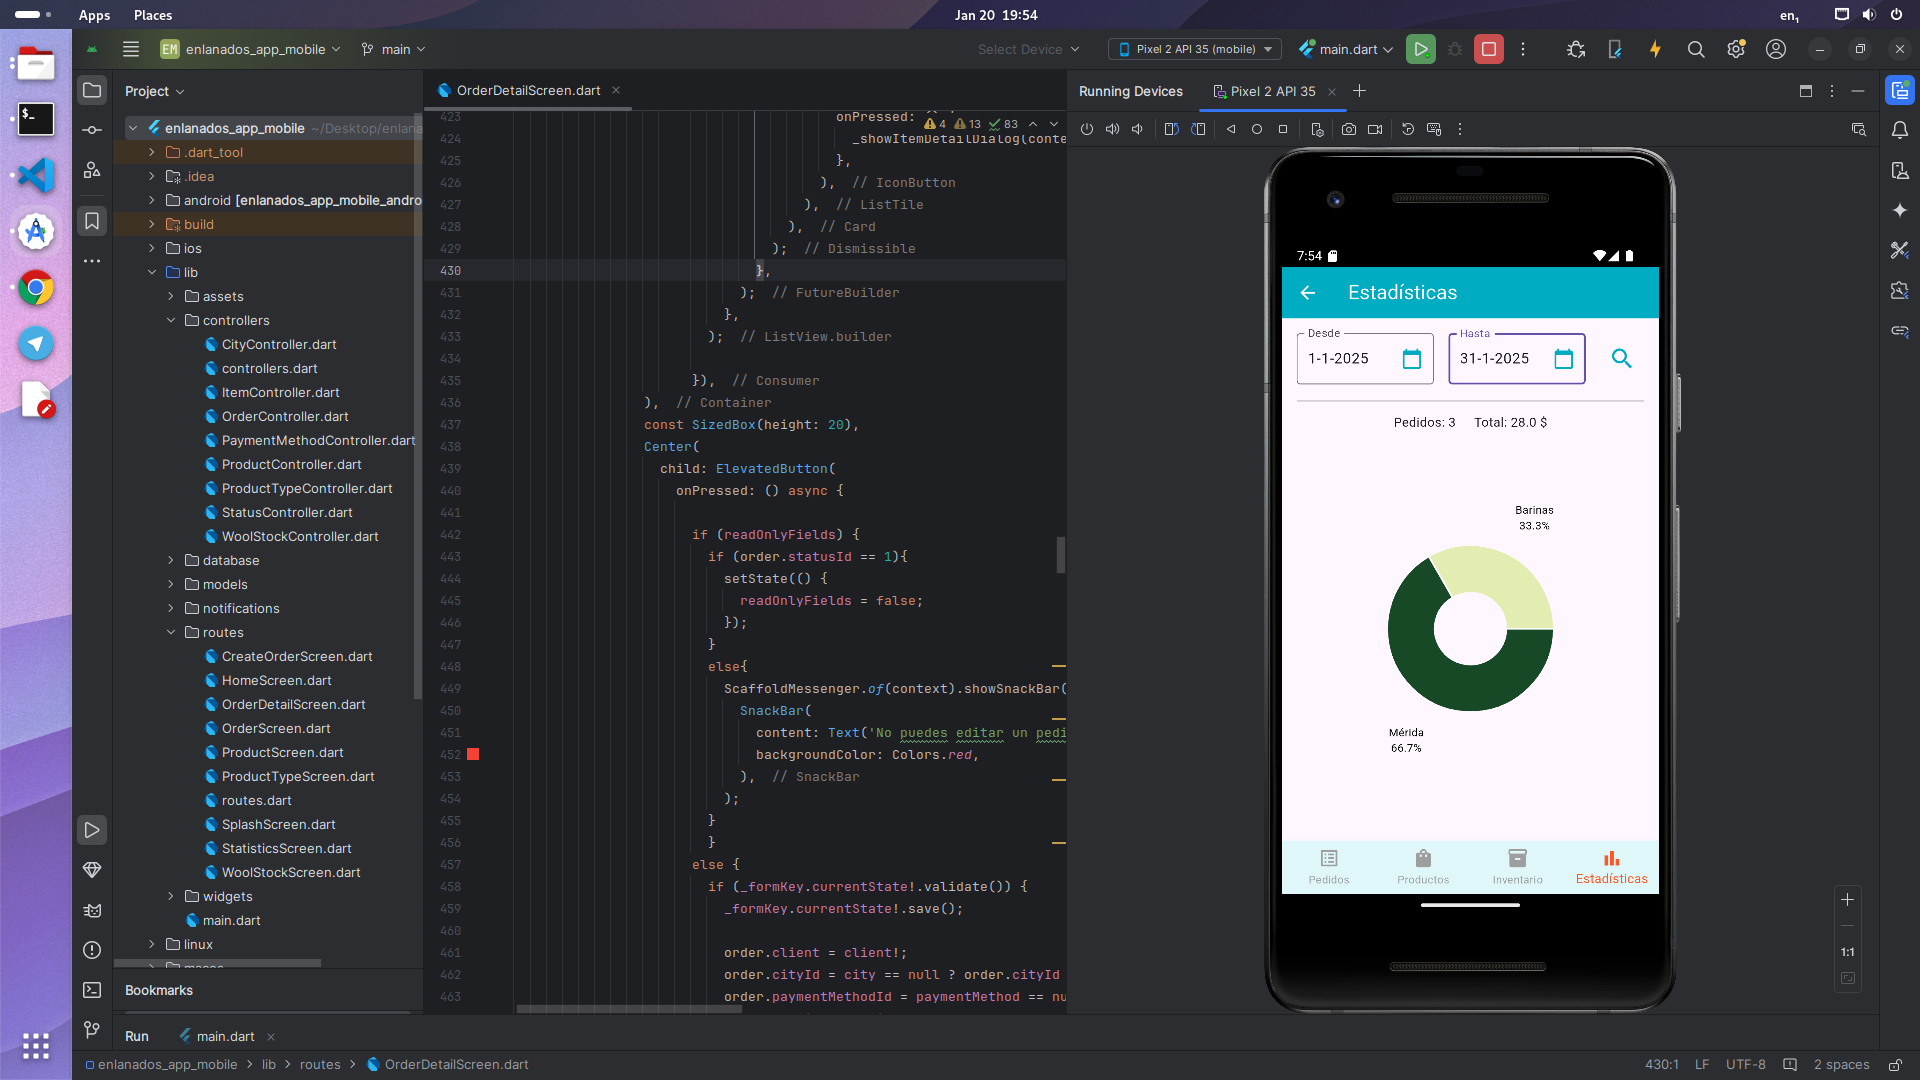 Apps Places
Jan 20 19:54
en1
EM enlanados_app_mobile
main
Select Device
Pixel 2 API 35 (mobile)
main.dart
Project
OrderDetailScreen.dart
Running Devices
Pixel 2 API 35
enlanados_app_mobile ~/Desktop/enlana
.dart_tool
.idea
android [enlanados_app_mobile_andro
build
ios
lib
assets
controllers
CityController.dart
controllers.dart
ItemController.dart
OrderController.dart
PaymentMethodController.dart
ProductController.dart
ProductTypeController.dart
StatusController.dart
WoolStockController.dart
database
models
notifications
routes
CreateOrderScreen.dart
HomeScreen.dart
OrderDetailScreen.dart
OrderScreen.dart
ProductScreen.dart
ProductTypeScreen.dart
routes.dart
SplashScreen.dart
StatisticsScreen.dart
WoolStockScreen.dart
widgets
main.dart
linux
Bookmarks
4 13 83
423 onPressed:
424 _showItemDetailDialog(conte
425 },
426 ), // IconButton
427 ), // ListTile
428 ), // Card
429 ); // Dismissible
430 },
431 ); // FutureBuilder
432 },
433 ); // ListView.builder
434
435 }), // Consumer
436 ), // Container
437 const SizedBox(height: 20),
438 Center(
439 child: ElevatedButton(
440 onPressed: () async {
441
442 if (readOnlyFields) {
443 if (order.statusId == 1){
444 setState(() {
445 readOnlyFields = false;
446 });
447 }
448 else{
449 ScaffoldMessenger.of(context).showSnackBar(
450 SnackBar(
451 content: Text('No puedes editar un pedi
452 backgroundColor: Colors.red,
453 ), // SnackBar
454 );
455 }
456 }
457 else {
458 if (_formKey.currentState!.validate()) {
459 _formKey.currentState!.save();
460
461 order.client = client!;
462 order.cityId = city == null ? order.cityId
463 order.paymentMethodId = paymentMethod == nu
7:54
Estadísticas
Desde
1-1-2025
Hasta
31-1-2025
Pedidos: 3 Total: 28.0 $
Barinas
33.3%
Mérida
66.7%
Pedidos
Productos
Inventario
Estadísticas
1:1
Run
main.dart
enlanados_app_mobile > lib > routes > OrderDetailScreen.dart
430:1 LF UTF-8 2 spaces